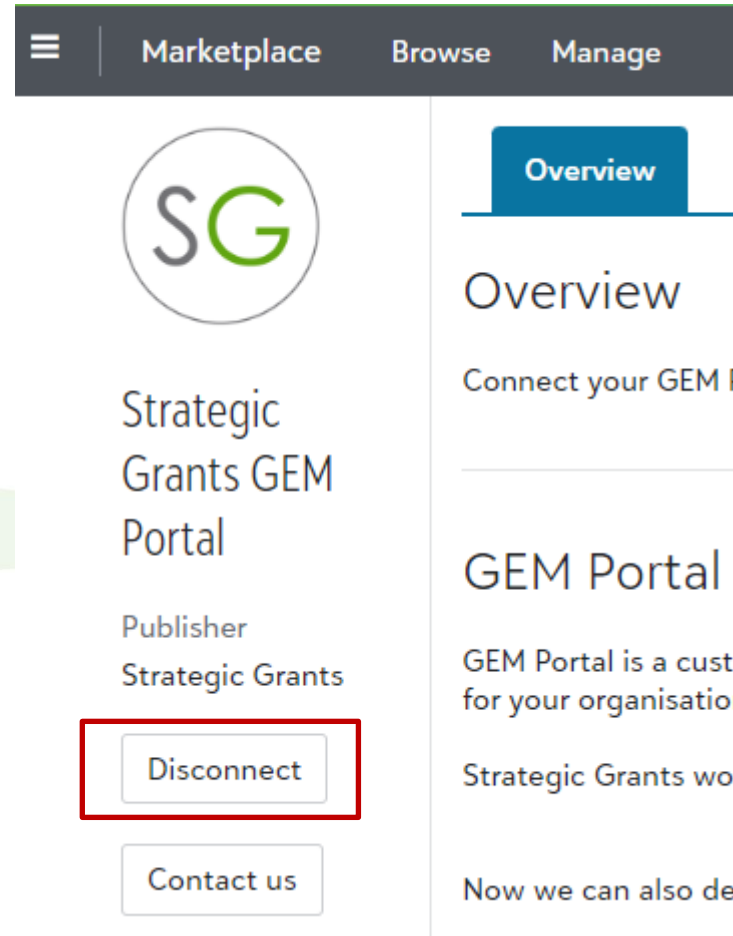 Marketplace Browse Manage
SG
Strategic
Grants GEM
Portal
Publisher
Strategic Grants
Disconnect
Contact us
Overview
Overview
Connect your GEM
GEM Portal
GEM Portal is a cust
for your organisatio
Strategic Grants wo
Now we can also de